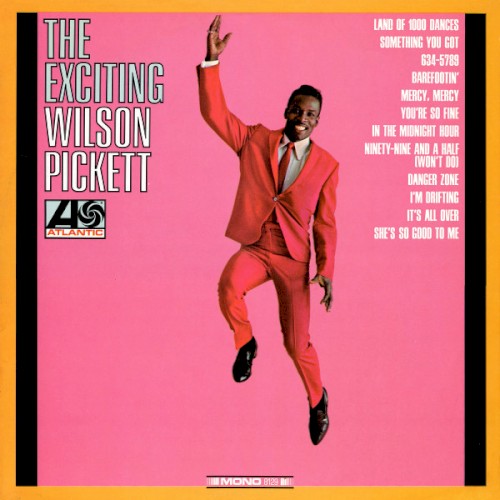 THE
EXCITING
WILSON
PICKETT
ATLANTIC
LAND OF 1000 DANCES
SOMETHING YOU GOT
634-5789
BAREFOOTIN'
MERCY, MERCY
YOU'RE SO FINE
IN THE MIDNIGHT HOUR
NINETY-NINE AND A HALF
(WON'T DO)
DANGER ZONE
I'M DRIFTING
IT'S ALL OVER
SHE'S SO GOOD TO ME
MONO 8129